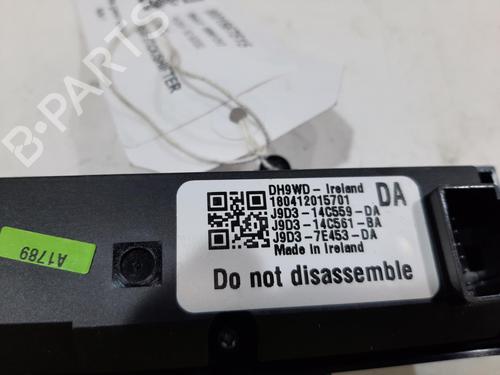 B-PARTS
DH9WD - Ireland
DA
180412015701
J9D3-14C559-DA
J9D3-14C561-BA
J9D3-7E453-DA
Made in Ireland
Do not disassemble
A1789